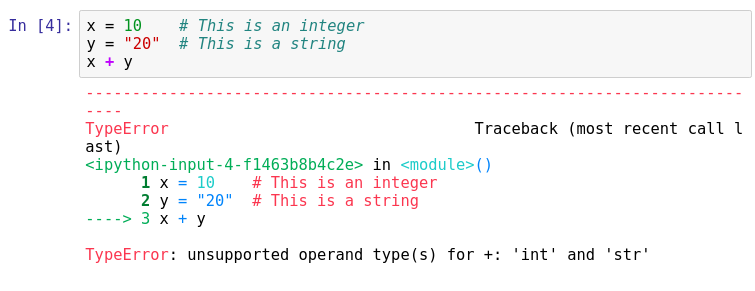 In [4]: x = 10    # This is an integer
y = "20"  # This is a string
x + y
------------------------------------------------------------------------
----
TypeError                                 Traceback (most recent call l
ast)
<ipython-input-4-f1463b8b4c2e> in <module>()
      1 x = 10    # This is an integer
      2 y = "20"  # This is a string
----> 3 x + y
TypeError: unsupported operand type(s) for +: 'int' and 'str'